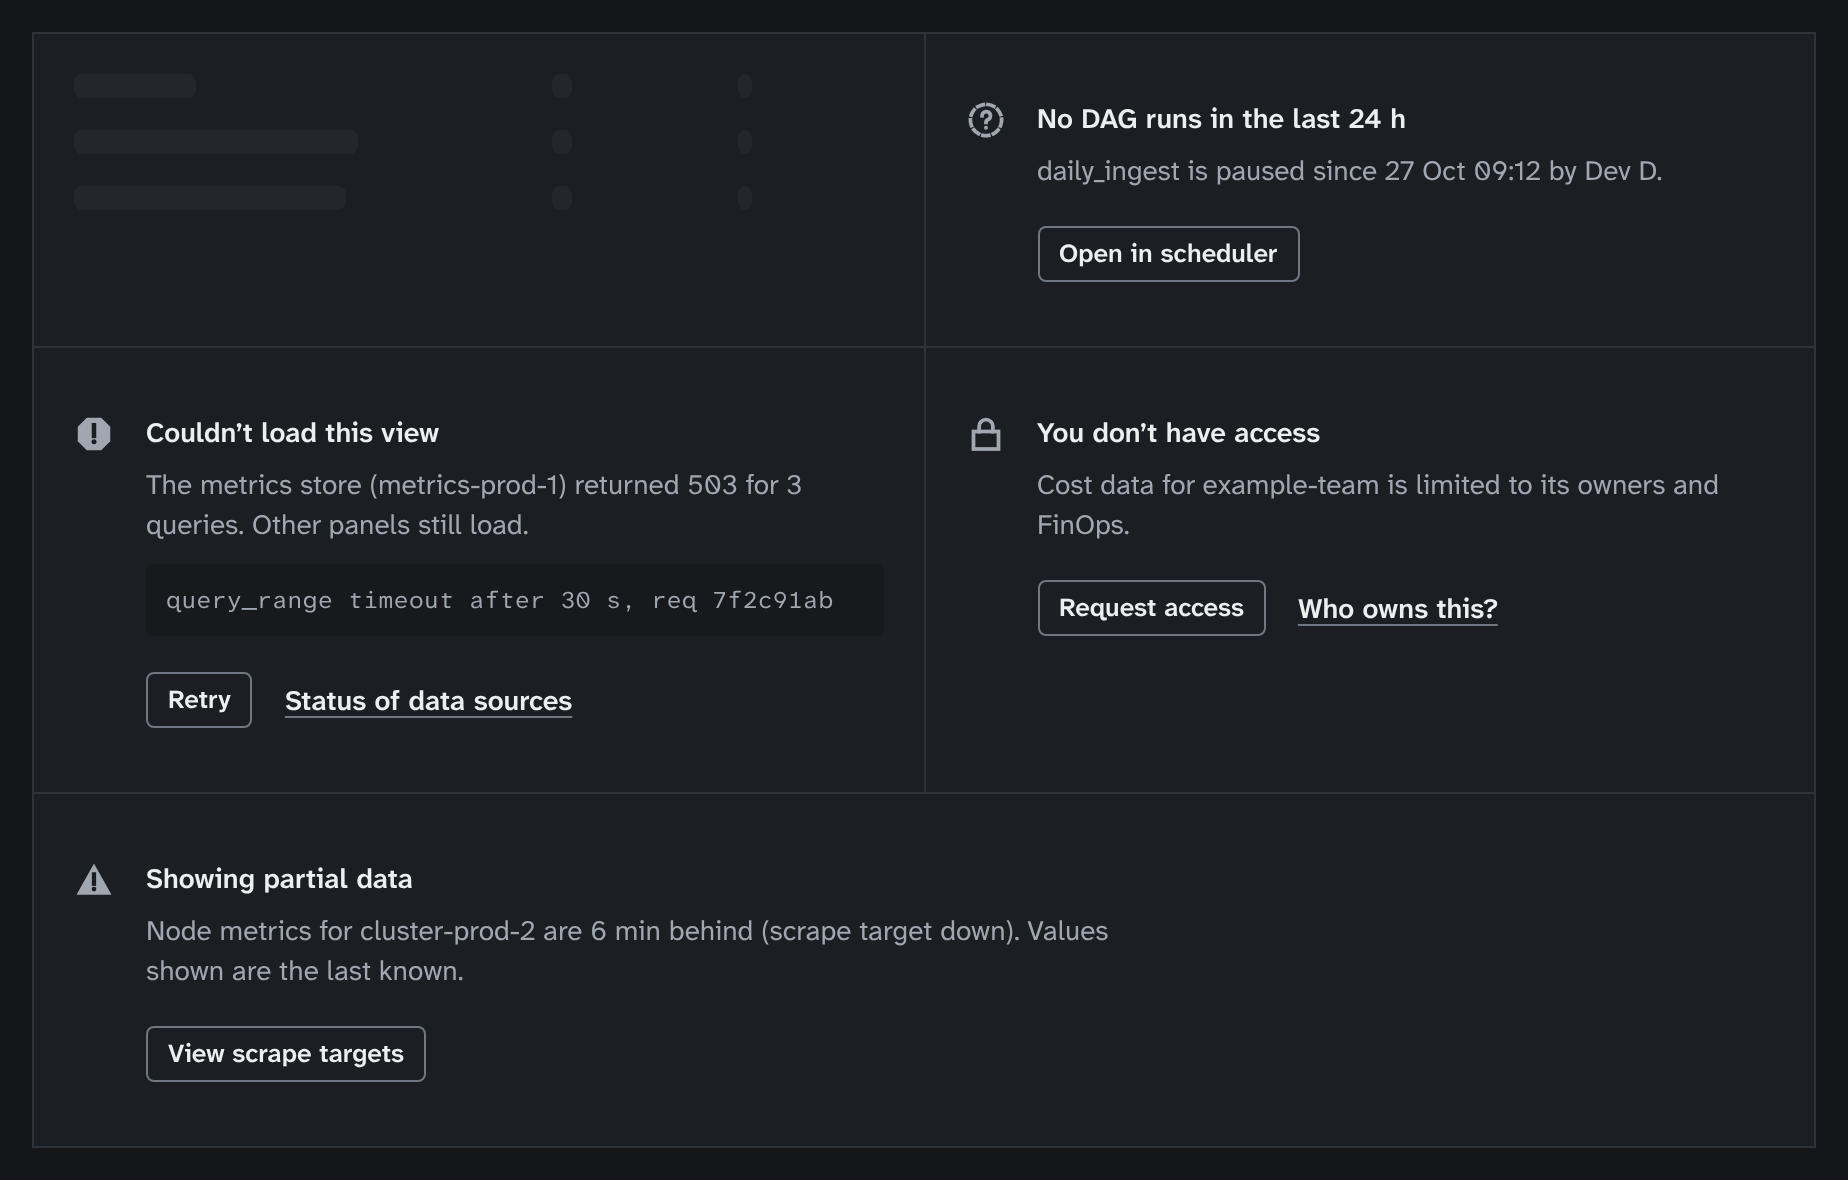 No DAG runs in the last 24 h
daily_ingest is paused since 27 Oct 09:12 by Dev D.
Open in scheduler
Couldn’t load this view
The metrics store (metrics-prod-1) returned 503 for 3
queries. Other panels still load.
query_range timeout after 30 s, req 7f2c91ab
Retry
Status of data sources
You don’t have access
Cost data for example-team is limited to its owners and
FinOps.
Request access
Who owns this?
Showing partial data
Node metrics for cluster-prod-2 are 6 min behind (scrape target down). Values
shown are the last known.
View scrape targets